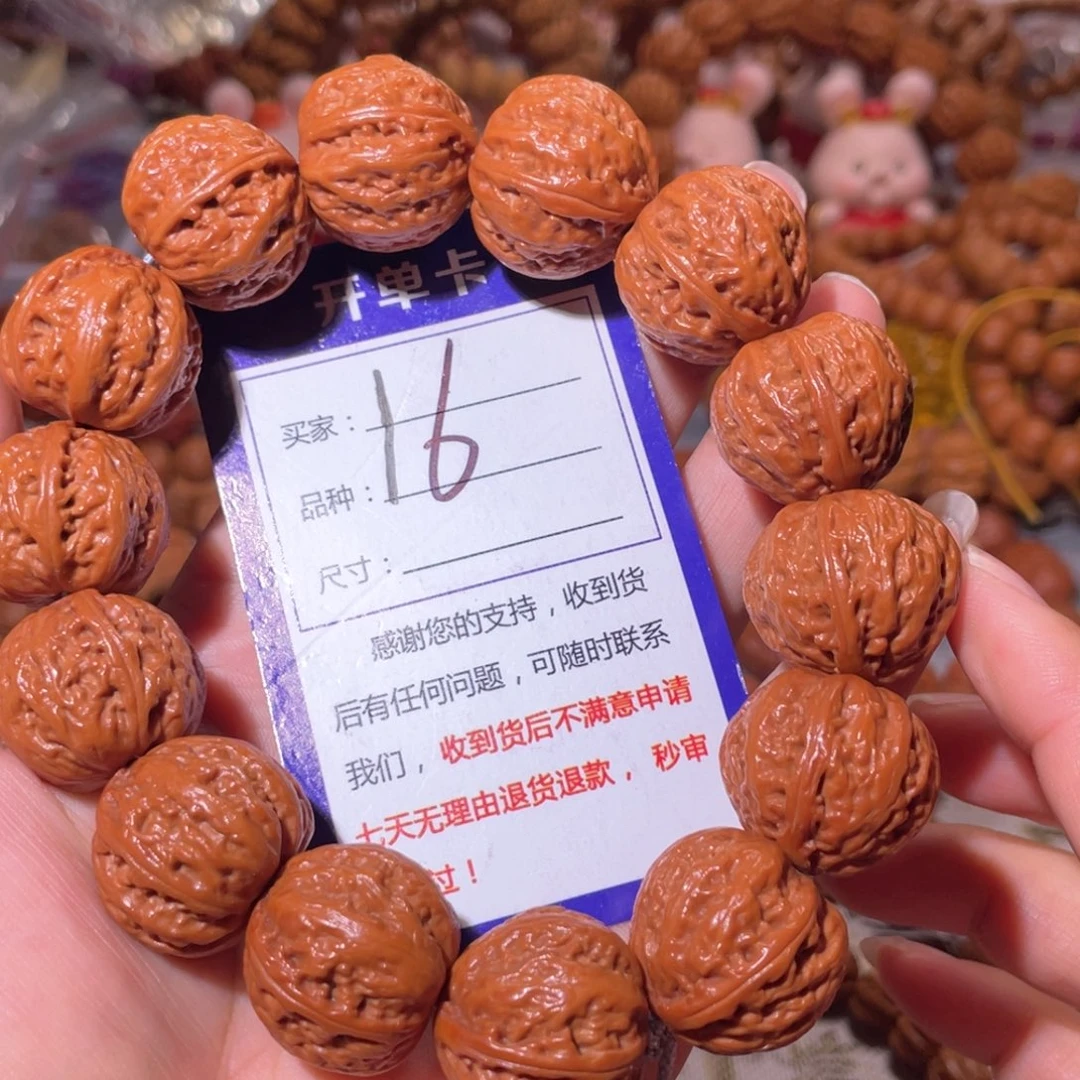 开单卡
16
买家：
品种：
尺寸：
感谢您的支持，收到货
后有任何问题，可随时联系
我们，收到货后不满意申请
七天无理由退货退款，秒审
过！